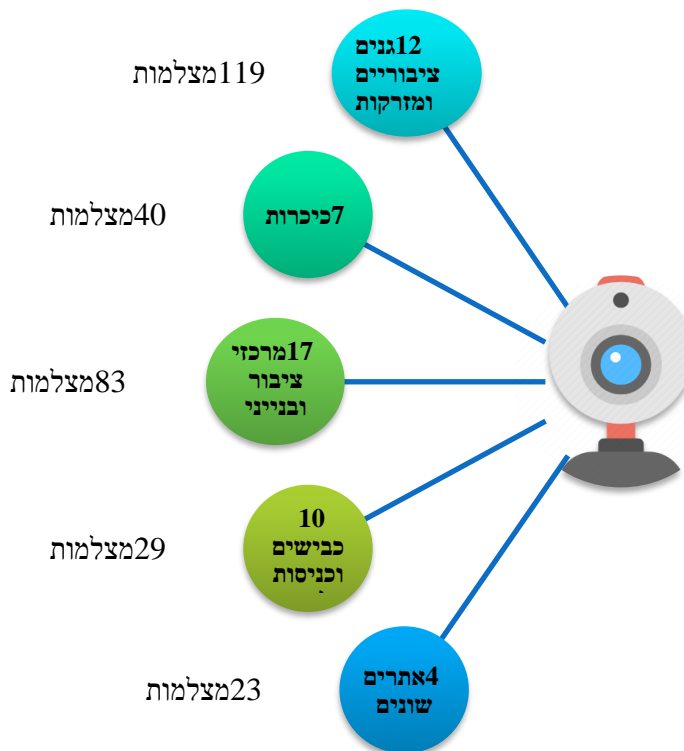 12גנים
ציבוריים
ומזרקות
119מצלמות
7כיכרות
40מצלמות
17מרכזי
ציבור
ובנייני
83מצלמות
10
כבישים
וכניסות
29מצלמות
4אתרים
שונים
23מצלמות